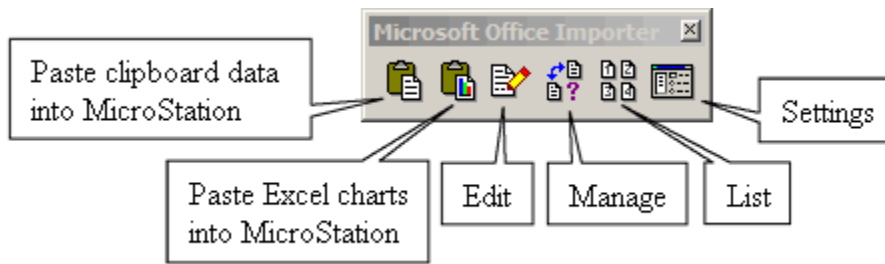 Microsoft Office Importer
Paste clipboard data
into MicroStation
Settings
Paste Excel charts
into MicroStation
Edit
Manage
List